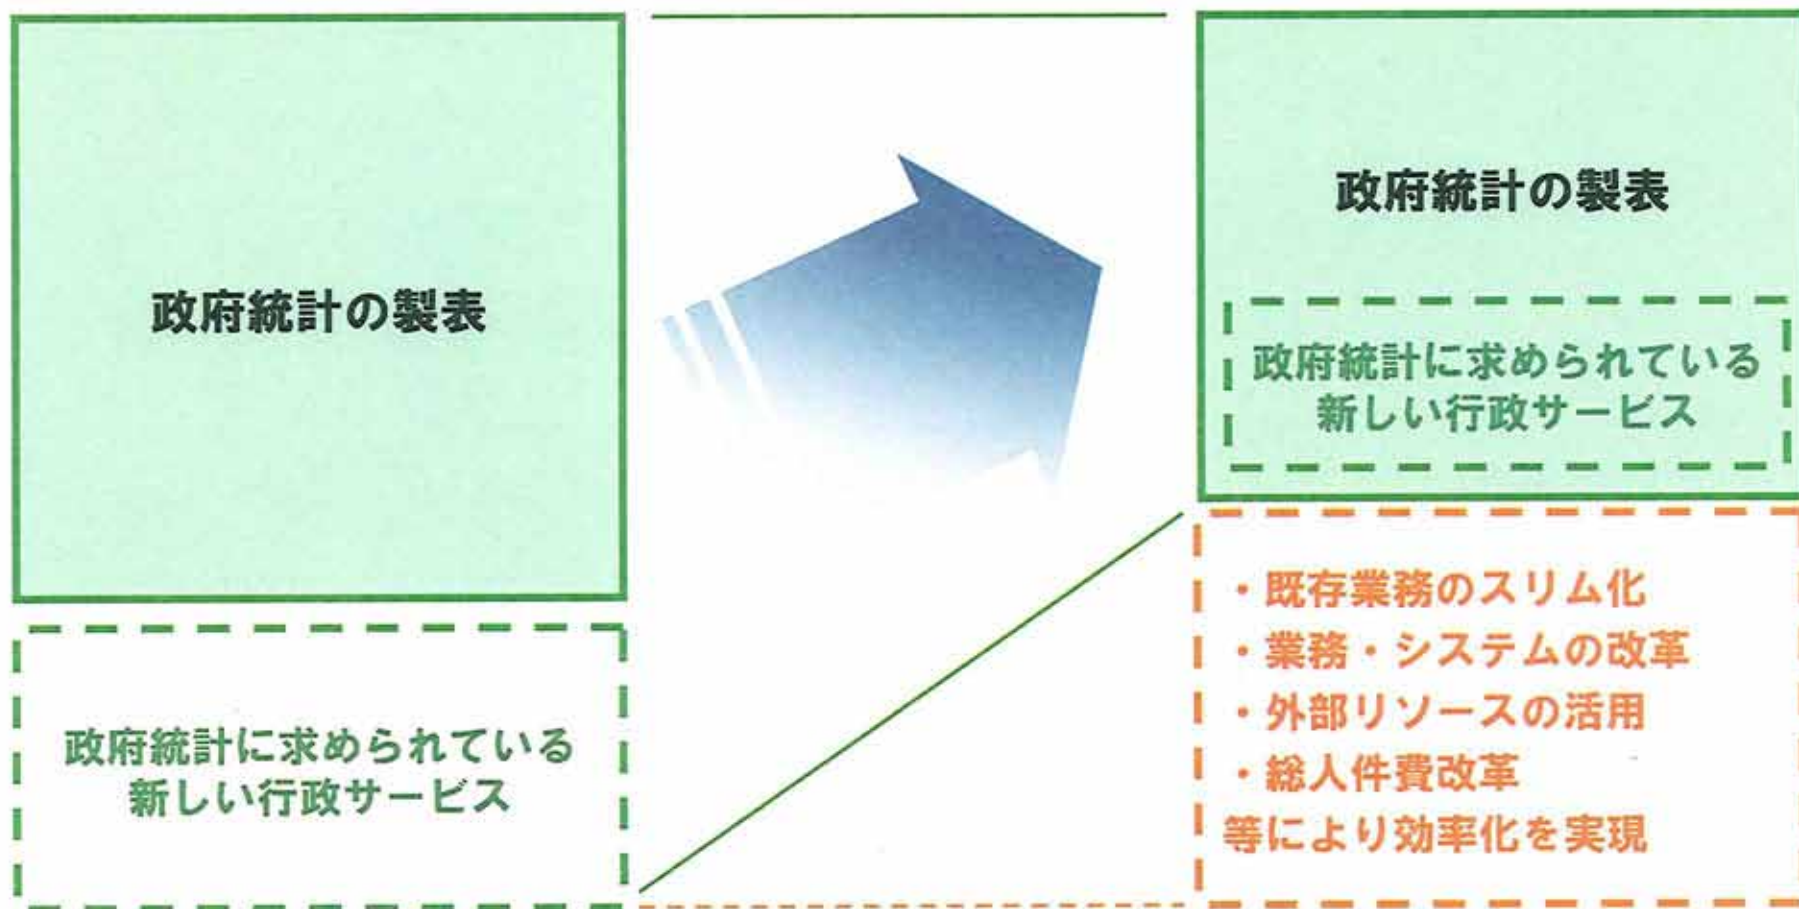 政府統計の製表
政府統計に求められている
新しい行政サービス
政府統計の製表
政府統計に求められている
新しい行政サービス
・既存業務のスリム化
・業務・システムの改革
・外部リソースの活用
・総人件費改革
等により効率化を実現